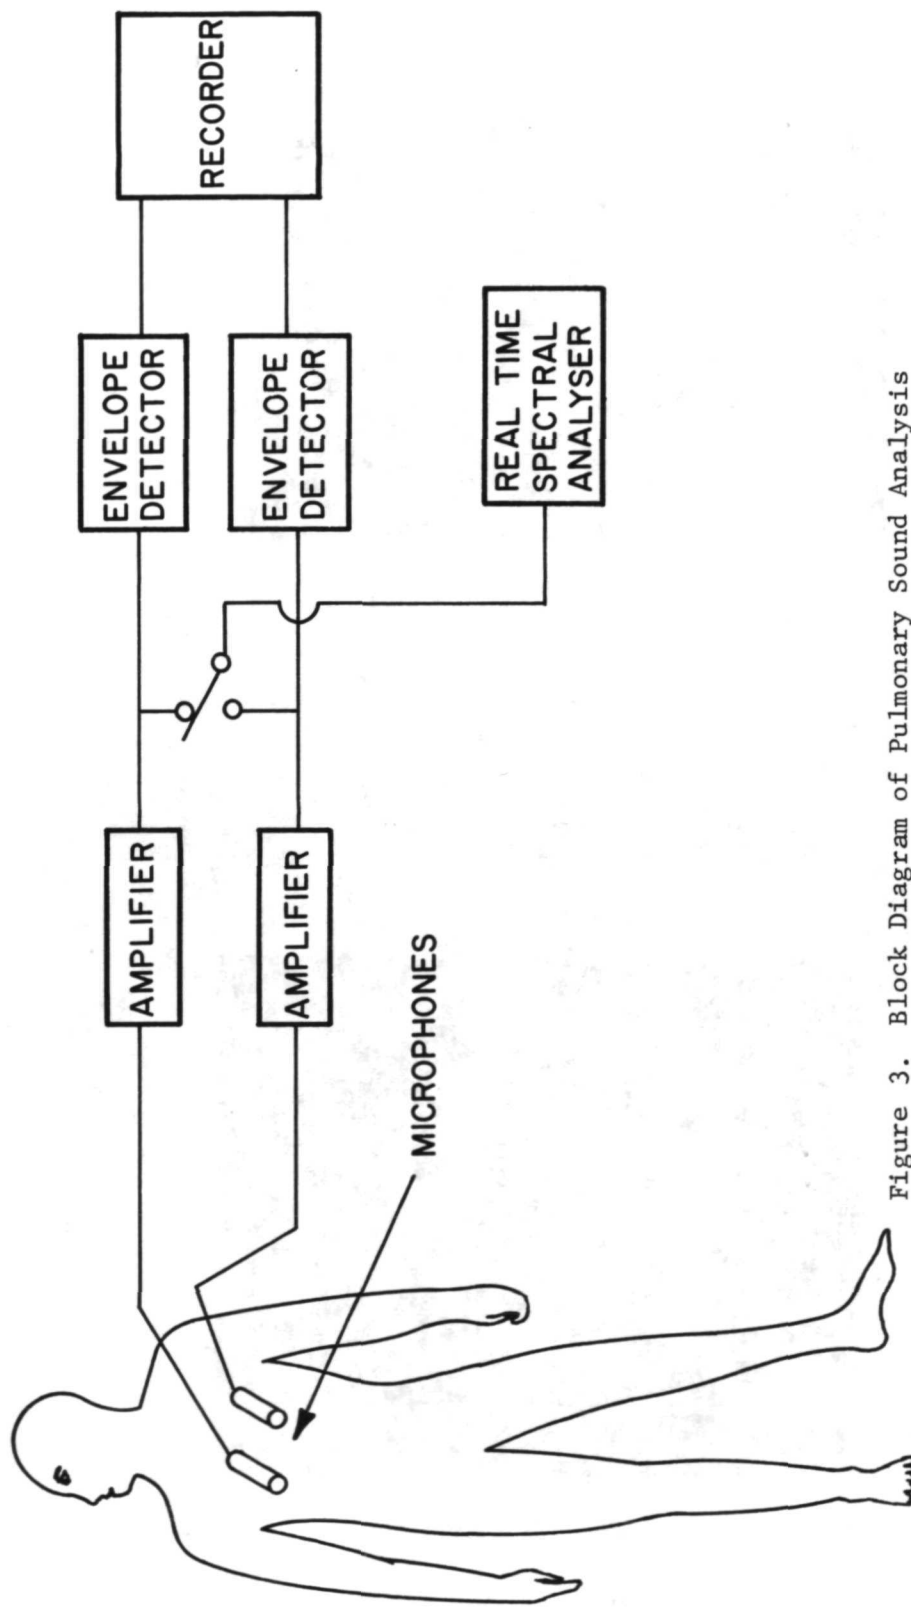 MICROPHONES
AMPLIFIER
AMPLIFIER
ENVELOPE
DETECTOR
ENVELOPE
DETECTOR
REAL TIME
SPECTRAL
ANALYSER
RECORDER
Figure 3. Block Diagram of Pulmonary Sound Analysis